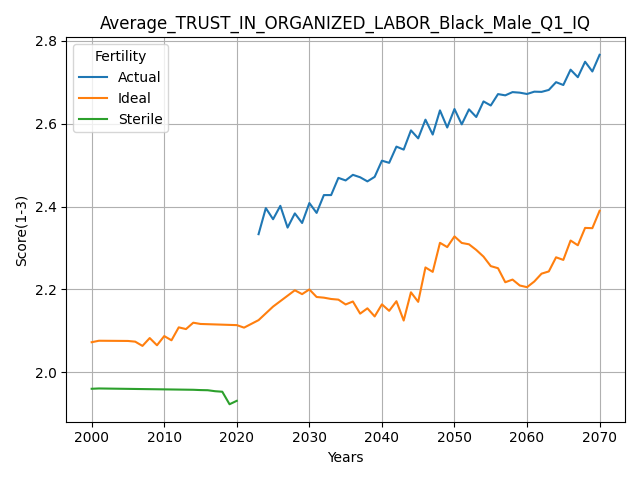 Average_TRUST_IN_ORGANIZED_LABOR_Black_Male_Q1_IQ
Fertility
Actual
Ideal
Sterile
Score(1-3)
2.8
2.6
2.4
2.2
2.0
2000
2010
2020
2030
2040
2050
2060
2070
Years